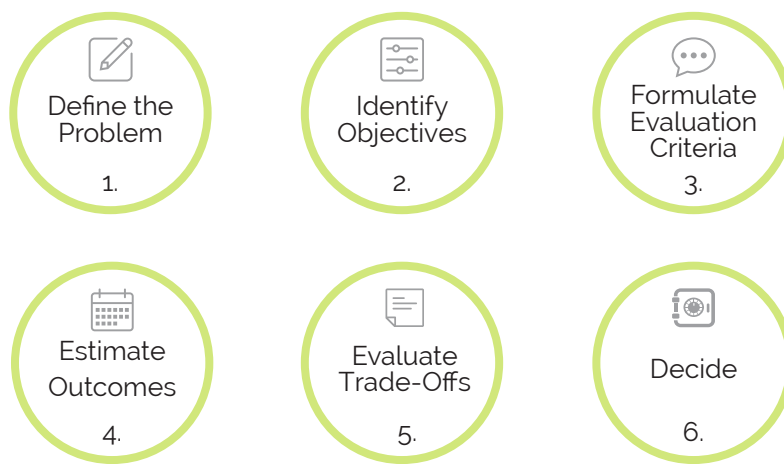 Define the
Problem
1.
Identify
Objectives
2.
Formulate
Evaluation
Criteria
3.
Estimate
Outcomes
4.
Evaluate
Trade-Offs
5.
Decide
6.